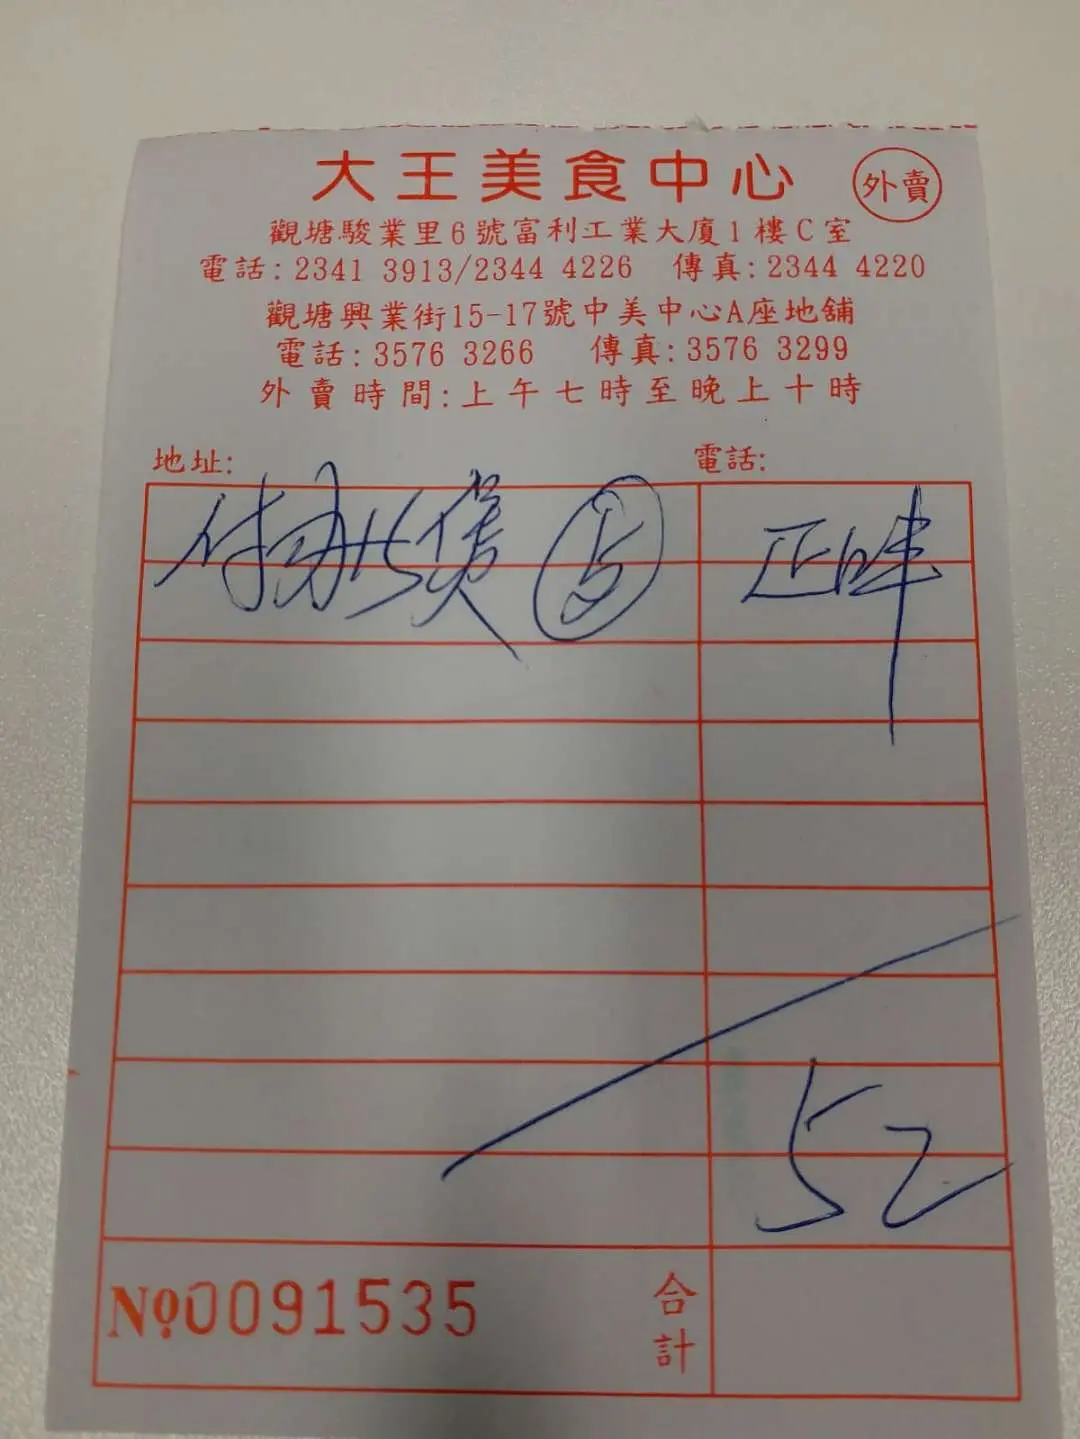 大王美食中心 外賣
觀塘駿業里6號富利工業大廈1樓C室
電話:2341 3913/2344 4226 傳真:2344 4220
觀塘興業街15-17號中美中心A座地舖
電話:3576 3266 傳真:3576 3299
外賣時間:上午七時至晚上十時
地址: 電話:
52
No 0091535 合計